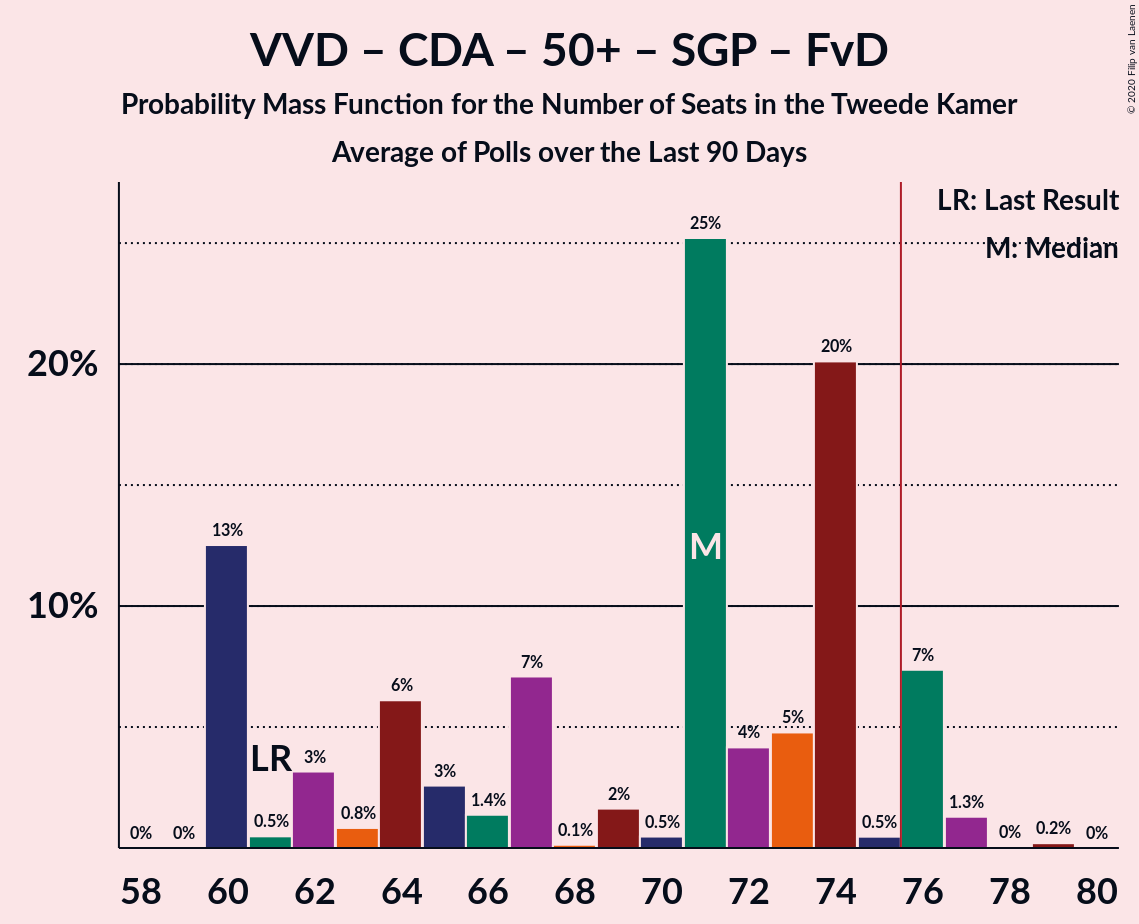 © 2020 Filip van Laenen
VVD – CDA – 50+ – SGP – FvD
Probability Mass Function for the Number of Seats in the Tweede Kamer
Average of Polls over the Last 90 Days
LR: Last Result
M: Median
20%
10%
0% 0% 13% 0.5% 3% 0.8% 6% 3% 1.4% 7% 0.1% 2% 0.5% 25% 4% 5% 20% 0.5% 7% 1.3% 0% 0.2% 0%
LR
M
58 60 62 64 66 68 70 72 74 76 78 80